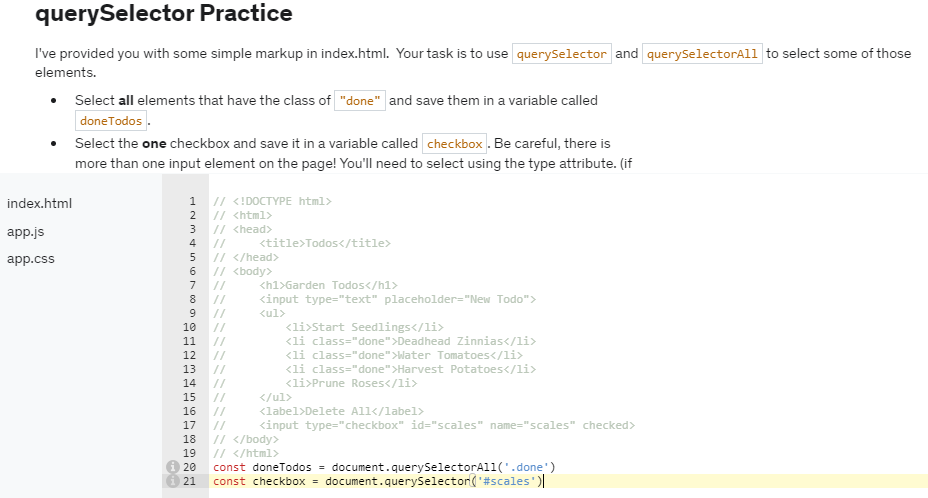 querySelector Practice
I've provided you with some simple markup in index.html. Your task is to use querySelector and querySelectorAll to select some of those
elements.
• Select all elements that have the class of "done" and save them in a variable called
doneTodos.
• Select the one checkbox and save it in a variable called checkbox. Be careful, there is
more than one input element on the page! You'll need to select using the type attribute. (if
index.html
app.js
app.css
1 // <!DOCTYPE html>
2 // <html>
3 // <head>
4 //     <title>Todos</title>
5 // </head>
6 // <body>
7 //     <h1>Garden Todos</h1>
8 //     <input type="text" placeholder="New Todo">
9 //     <ul>
10 //         <li>Start Seedlings</li>
11 //         <li class="done">Deadhead Zinnias</li>
12 //         <li class="done">Water Tomatoes</li>
13 //         <li class="done">Harvest Potatoes</li>
14 //         <li>Prune Roses</li>
15 //     </ul>
16 //     <label>Delete All</label>
17 //     <input type="checkbox" id="scales" name="scales" checked>
18 // </body>
19 // </html>
20 const doneTodos = document.querySelectorAll('.done')
21 const checkbox = document.querySelector('#scales')